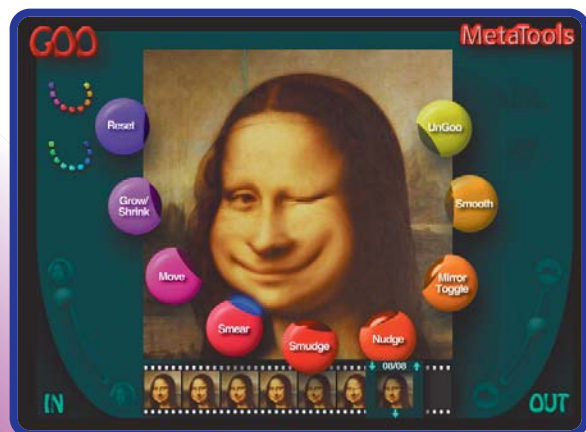 GOO
MetaTools
Reset
UnGoo
Grow/
Shrink
Smooth
Move
Mirror
Toggle
Smear
Smudge
Nudge
08/08
IN
OUT